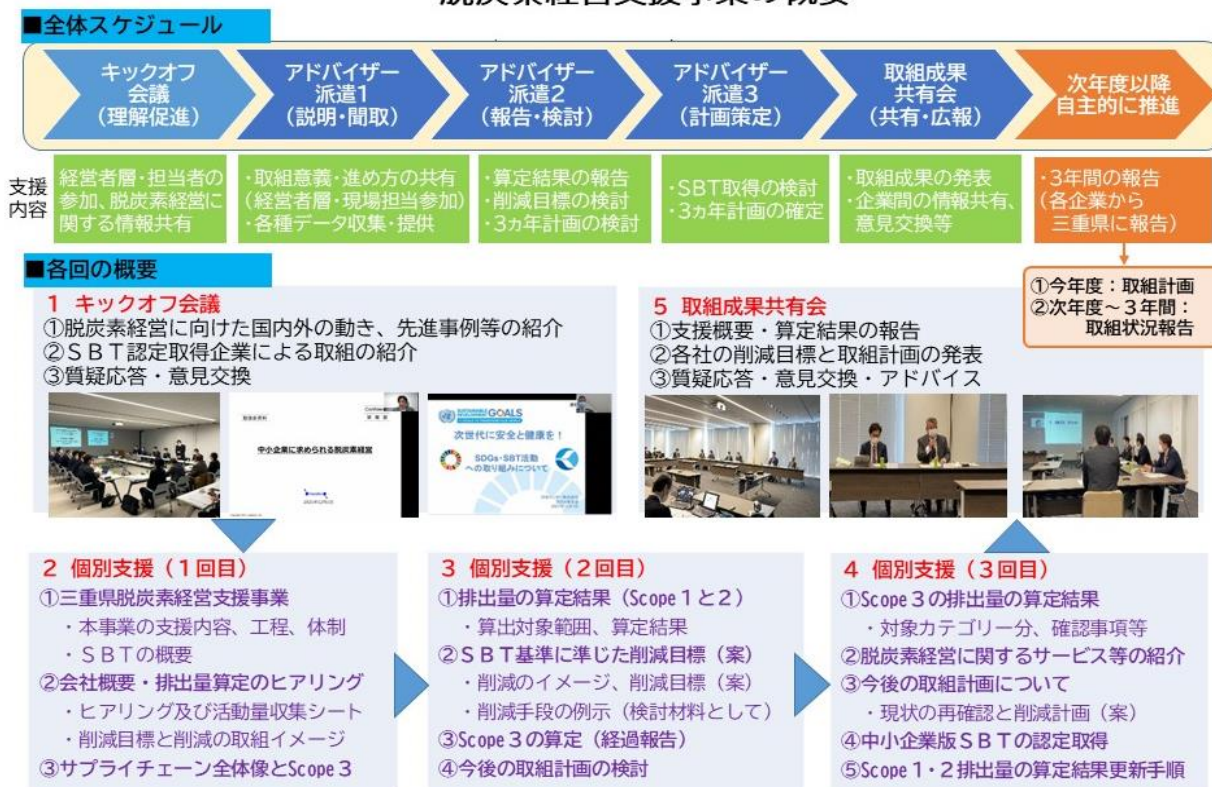 ■全体スケジュール
キックオフ
会議
(理解促進)
アドバイザー
派遣1
(説明・聞取)
アドバイザー
派遣2
(報告・検討)
アドバイザー
派遣3
(計画策定)
取組成果
共有会
(共有・広報)
次年度以降
自主的に推進
支援
内容
経営者層・担当者の
参加、脱炭素経営に
関する情報共有
・取組意義・進め方の共有
(経営者層・現場担当参加)
・各種データ収集・提供
・算定結果の報告
・削減目標の検討
・3ヵ年計画の検討
・SBT取得の検討
・3ヵ年計画の確定
・取組成果の発表
・企業間の情報共有、
意見交換等
・3年間の報告
(各企業から
三重県に報告)
①今年度：取組計画
②次年度～3年間：
取組状況報告
■各回の概要
1 キックオフ会議
①脱炭素経営に向けた国内外の動き、先進事例等の紹介
②ＳＢＴ認定取得企業による取組の紹介
③質疑応答・意見交換
中小企業に求められる脱炭素経営
GOALS
次世代に安全と健康を！
SDGs・SBT活動
への取り組みについて
5 取組成果共有会
①支援概要・算定結果の報告
②各社の削減目標と取組計画の発表
③質疑応答・意見交換・アドバイス
2 個別支援（1回目）
①三重県脱炭素経営支援事業
・本事業の支援内容、工程、体制
・ＳＢＴの概要
②会社概要・排出量算定のヒアリング
・ヒアリング及び活動量収集シート
・削減目標と削減の取組イメージ
③サプライチェーン全体像とScope３
3 個別支援（2回目）
①排出量の算定結果（Scope１と２）
・算出対象範囲、算定結果
②ＳＢＴ基準に準じた削減目標（案）
・削減のイメージ、削減目標（案）
・削減手段の例示（検討材料として）
③Scope３の算定（経過報告）
④今後の取組計画の検討
4 個別支援（3回目）
①Scope３の排出量の算定結果
・対象カテゴリー分、確認事項等
②脱炭素経営に関するサービス等の紹介
③今後の取組計画について
・現状の再確認と削減計画（案）
④中小企業版ＳＢＴの認定取得
⑤Scope１・２排出量の算定結果更新手順